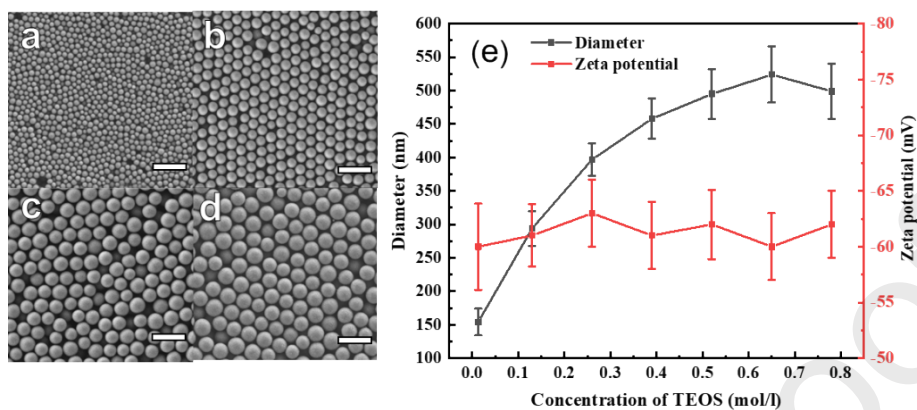 a
b
c
d
(e)
Diameter
Zeta potential
600
550
500
450
400
350
300
250
200
150
100
Diameter (nm)
-80
-75
-70
-65
-60
-55
-50
Zeta potential (mV)
0.0 0.1 0.2 0.3 0.4 0.5 0.6 0.7 0.8
Concentration of TEOS (mol/l)